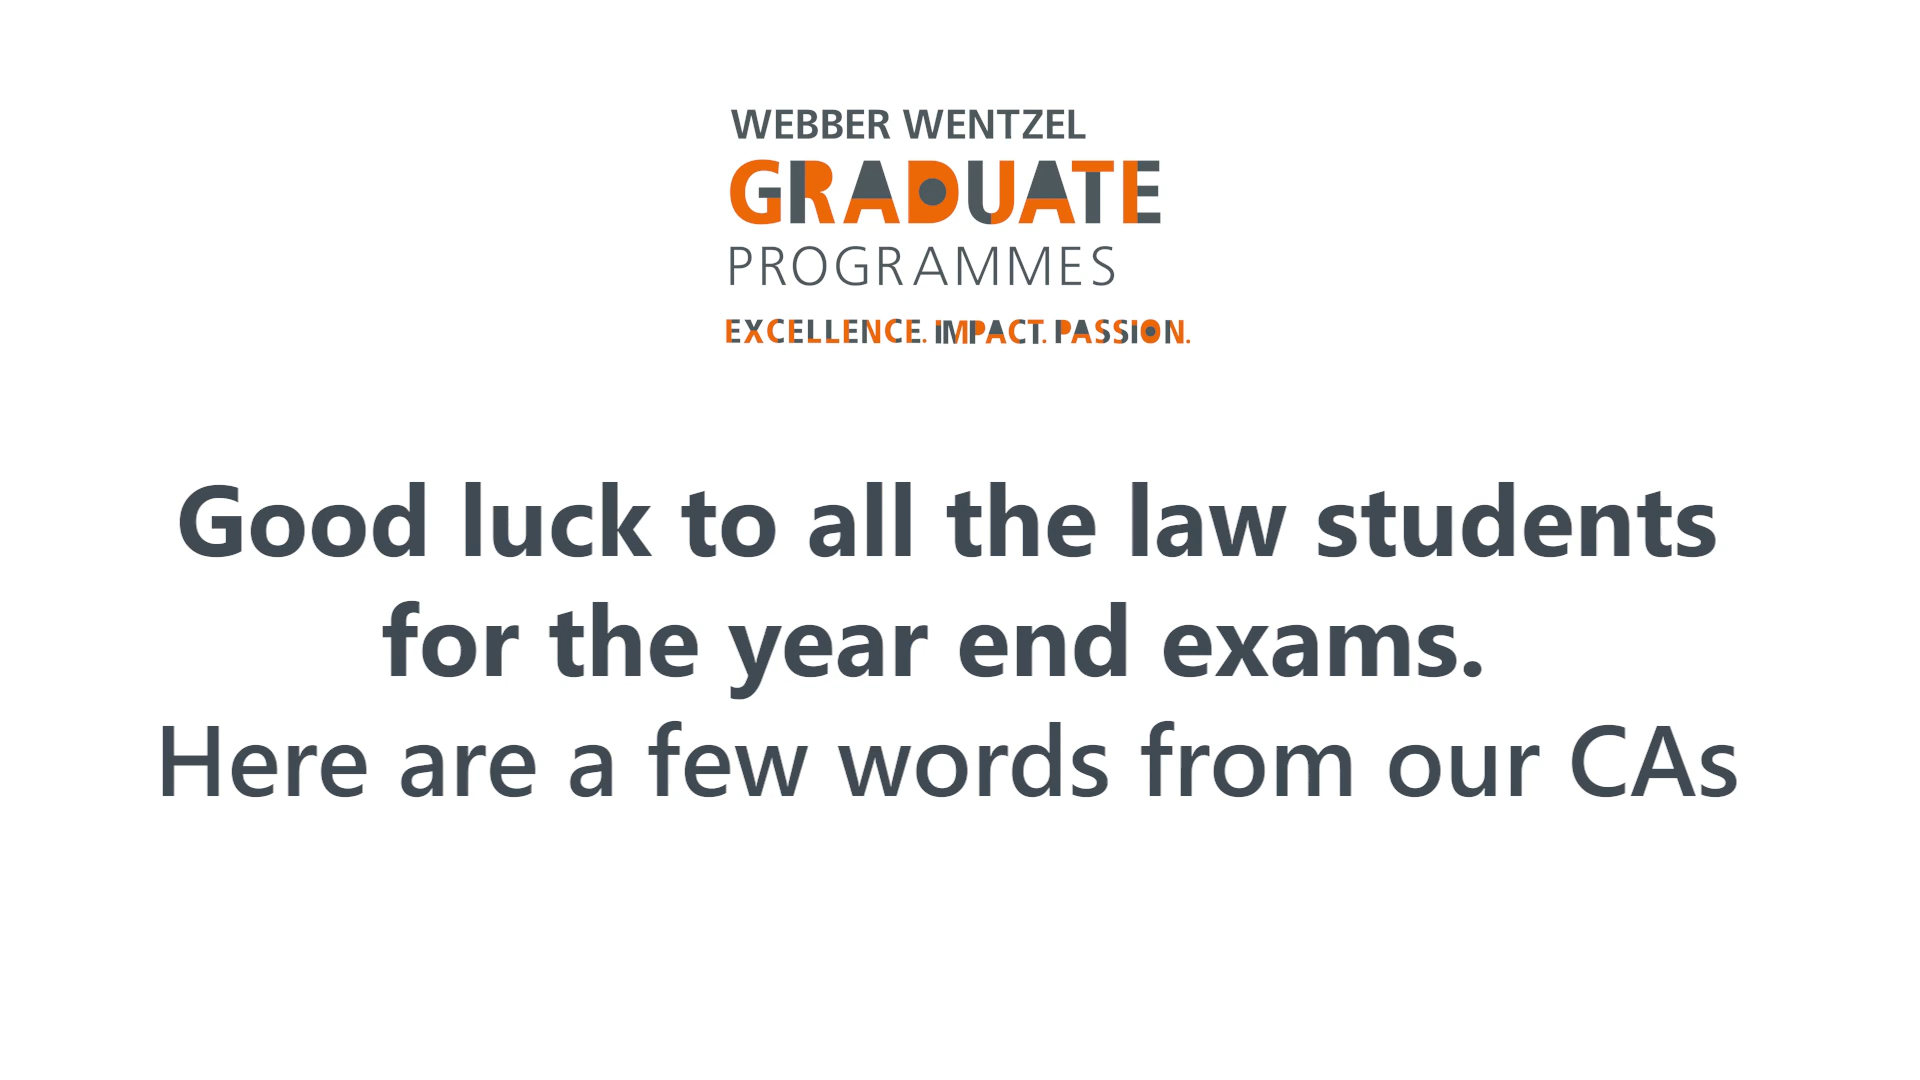 WEBBER WENTZEL
GRADUATE
PROGRAMMES
EXCELLENCE. IMPACT. PASSION.
Good luck to all the law students
for the year end exams.
Here are a few words from our CAs